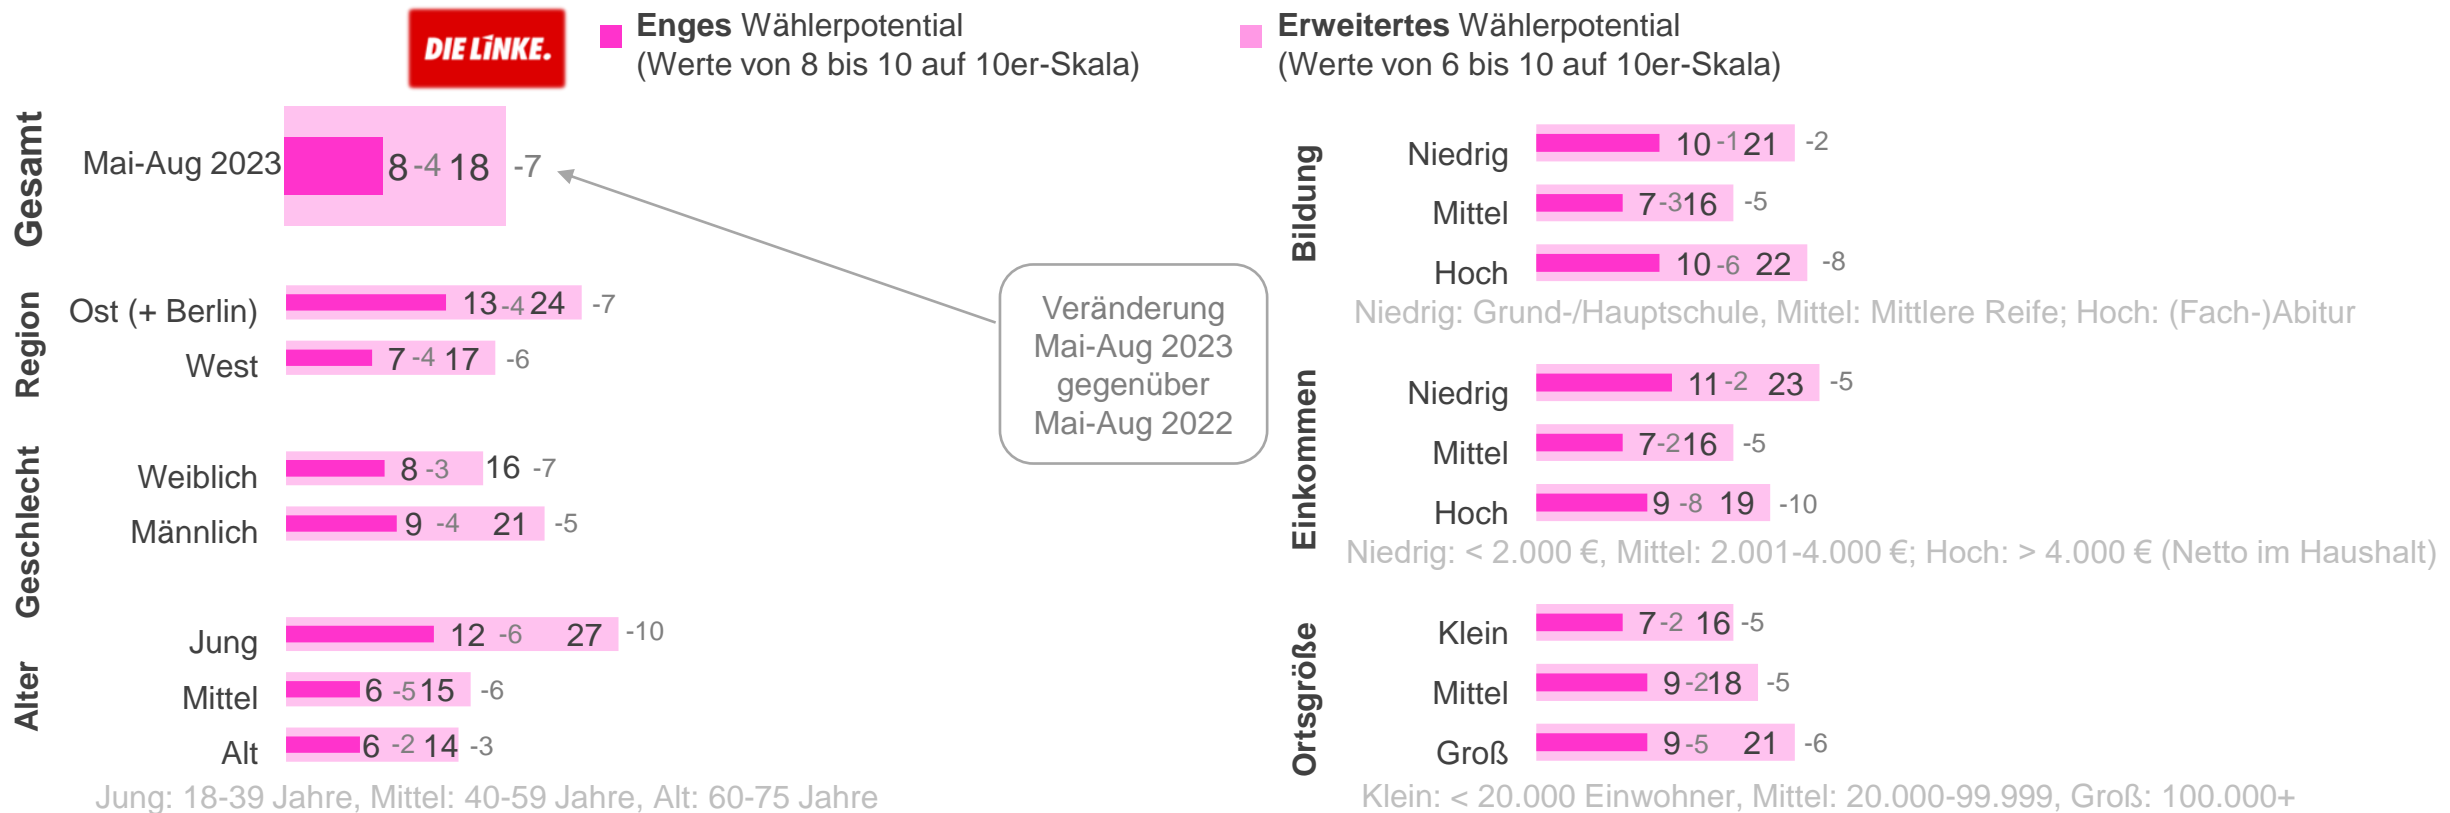 DIE LINKE.
Enges Wählerpotential
(Werte von 8 bis 10 auf 10er-Skala)
Erweitertes Wählerpotential
(Werte von 6 bis 10 auf 10er-Skala)
Gesamt
Mai-Aug 2023 8 -4 18 -7
Veränderung
Mai-Aug 2023
gegenüber
Mai-Aug 2022
Region
Ost (+ Berlin) 13 -4 24 -7
West 7 -4 17 -6
Geschlecht
Weiblich 8 -3 16 -7
Männlich 9 -4 21 -5
Alter
Jung 12 -6 27 -10
Mittel 6 -5 15 -6
Alt 6 -2 14 -3
Jung: 18-39 Jahre, Mittel: 40-59 Jahre, Alt: 60-75 Jahre
Bildung
Niedrig 10 -1 21 -2
Mittel 7 -3 16 -5
Hoch 10 -6 22 -8
Niedrig: Grund-/Hauptschule, Mittel: Mittlere Reife; Hoch: (Fach-)Abitur
Einkommen
Niedrig 11 -2 23 -5
Mittel 7 -2 16 -5
Hoch 9 -8 19 -10
Niedrig: < 2.000 €, Mittel: 2.001-4.000 €; Hoch: > 4.000 € (Netto im Haushalt)
Ortsgröße
Klein 7 -2 16 -5
Mittel 9 -2 18 -5
Groß 9 -5 21 -6
Klein: < 20.000 Einwohner, Mittel: 20.000-99.999, Groß: 100.000+